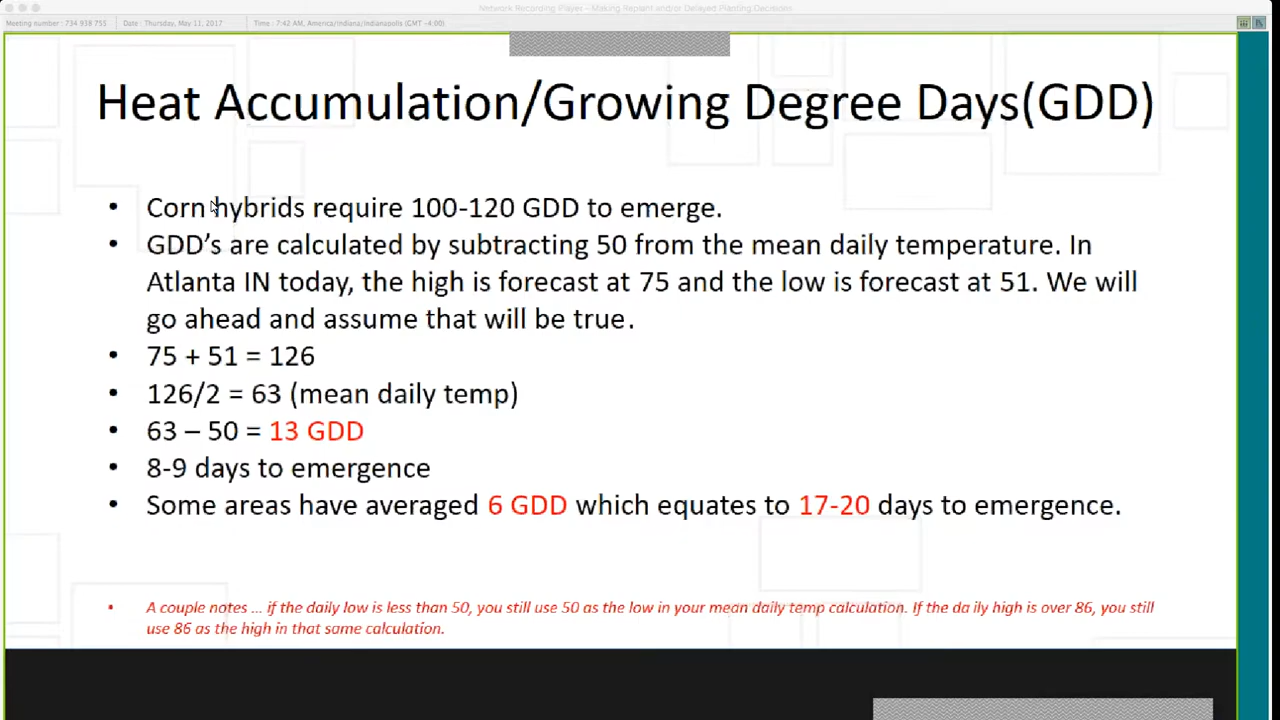 Network Recording Player - Making Replant and/or Delayed Planting Decisions
Meeting number : 734 938 755 Date : Thursday, May 11, 2017 Time : 7:42 AM, America/Indiana/Indianapolis (GMT -4:00)
Heat Accumulation/Growing Degree Days(GDD)
• Corn hybrids require 100-120 GDD to emerge.
• GDD’s are calculated by subtracting 50 from the mean daily temperature. In
Atlanta IN today, the high is forecast at 75 and the low is forecast at 51. We will
go ahead and assume that will be true.
• 75 + 51 = 126
• 126/2 = 63 (mean daily temp)
• 63 – 50 = 13 GDD
• 8-9 days to emergence
• Some areas have averaged 6 GDD which equates to 17-20 days to emergence.
• A couple notes ... if the daily low is less than 50, you still use 50 as the low in your mean daily temp calculation. If the daily high is over 86, you still
use 86 as the high in that same calculation.